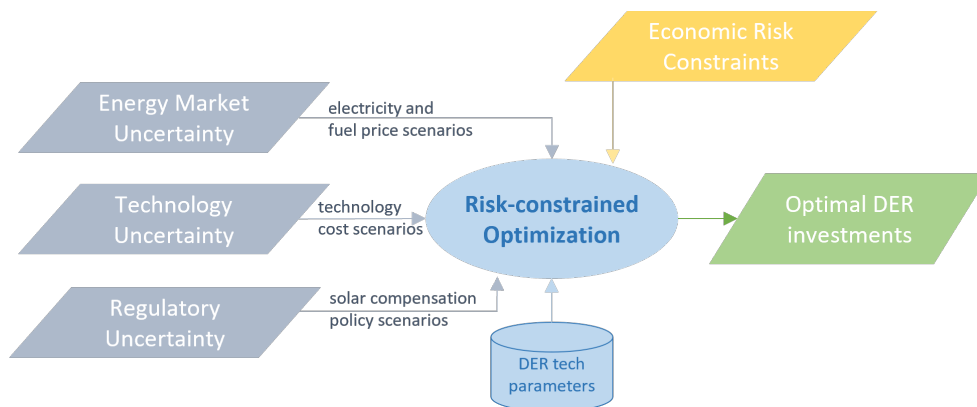 Economic Risk
Constraints
Energy Market
Uncertainty
electricity and
fuel price scenarios
Technology
Uncertainty
technology
cost scenarios
Risk-constrained
Optimization
Optimal DER
investments
Regulatory
Uncertainty
solar compensation
policy scenarios
DER tech
parameters